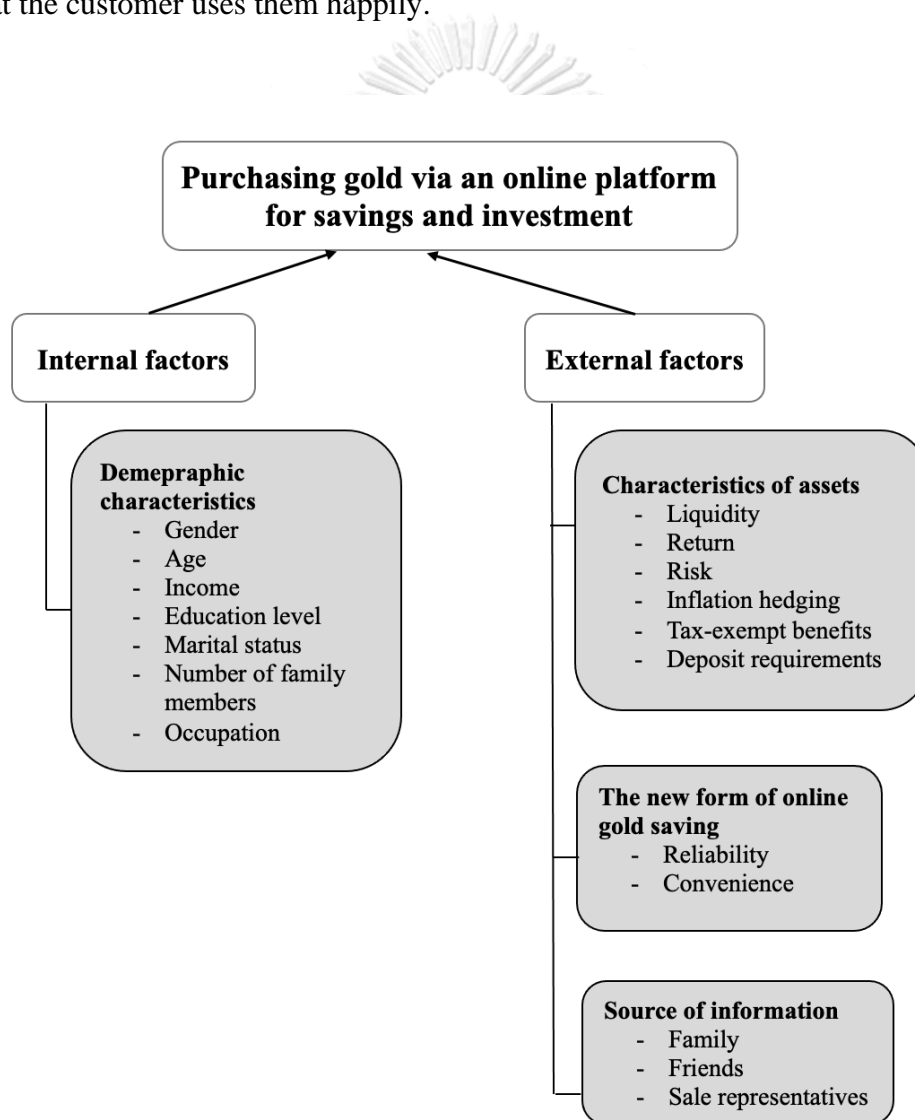 at the customer uses them happily.
Purchasing gold via an online platform
for savings and investment
Internal factors
External factors
Demepraphic
characteristics
- Gender
- Age
- Income
- Education level
- Marital status
- Number of family
members
- Occupation
Characteristics of assets
- Liquidity
- Return
- Risk
- Inflation hedging
- Tax-exempt benefits
- Deposit requirements
The new form of online
gold saving
- Reliability
- Convenience
Source of information
- Family
- Friends
- Sale representatives